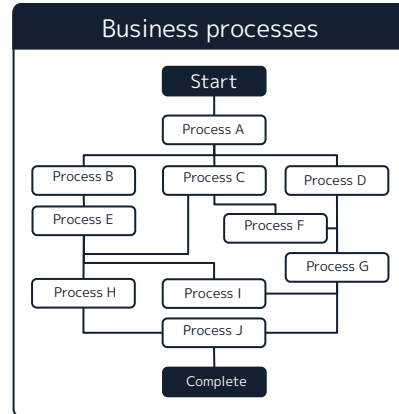 Business processes
Start
Process A
Process B
Process C
Process D
Process E
Process F
Process G
Process H
Process I
Process J
Complete